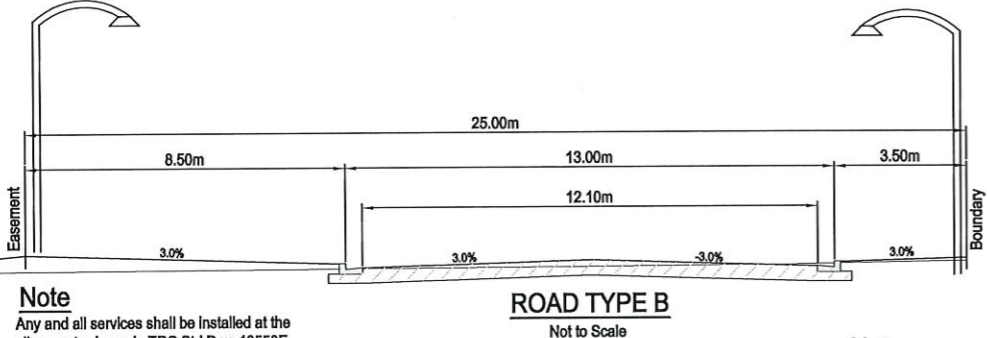 25.00m
8.50m
13.00m
3.50m
12.10m
Easement
Boundary
3.0%
3.0%
-3.0%
3.0%
Note
Any and all services shall be installed at the
ROAD TYPE B
Not to Scale